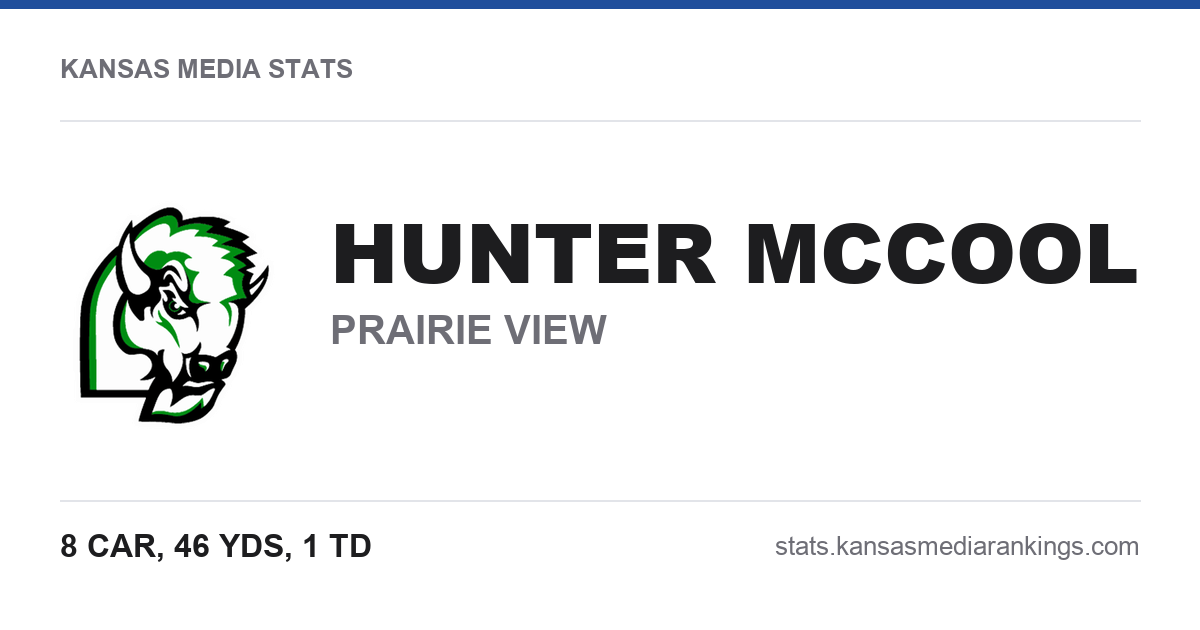 KANSAS MEDIA STATS
HUNTER MCCOOL
PRAIRIE VIEW
8 CAR, 46 YDS, 1 TD
stats.kansasmediarankings.com